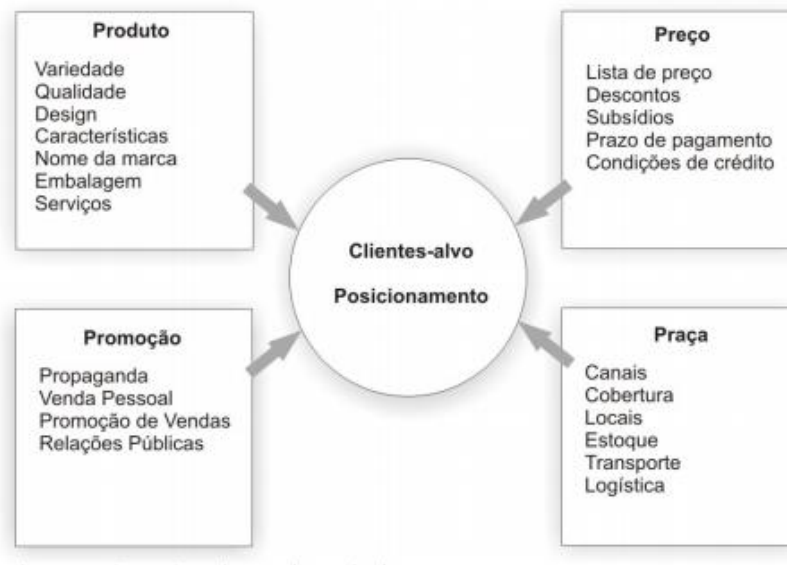 Produto
Variedade
Qualidade
Design
Características
Nome da marca
Embalagem
Serviços
Preço
Lista de preço
Descontos
Subsídios
Prazo de pagamento
Condições de crédito
Clientes-alvo
Posicionamento
Promoção
Propaganda
Venda Pessoal
Promoção de Vendas
Relações Públicas
Praça
Canais
Cobertura
Locais
Estoque
Transporte
Logística